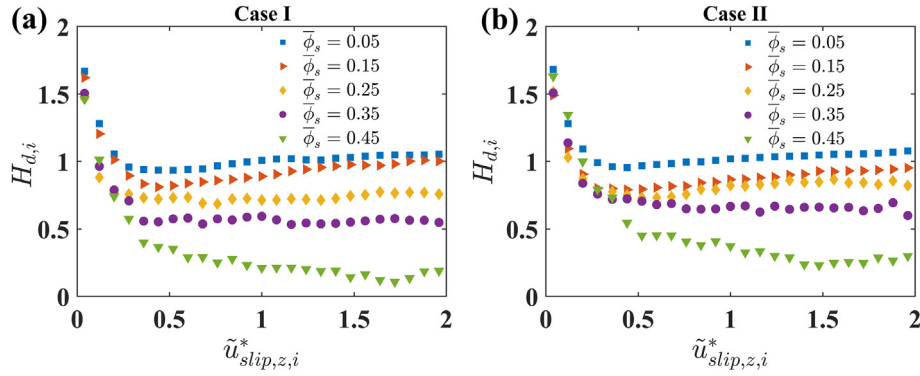 (a)
Case I
2
1.5
1
0.5
0
H_{d,i}
ϕ̅_s = 0.05
ϕ̅_s = 0.15
ϕ̅_s = 0.25
ϕ̅_s = 0.35
ϕ̅_s = 0.45
0 0.5 1 1.5 2
ũ*_{slip,z,i}
(b)
Case II
2
1.5
1
0.5
0
H_{d,i}
ϕ̅_s = 0.05
ϕ̅_s = 0.15
ϕ̅_s = 0.25
ϕ̅_s = 0.35
ϕ̅_s = 0.45
0 0.5 1 1.5 2
ũ*_{slip,z,i}